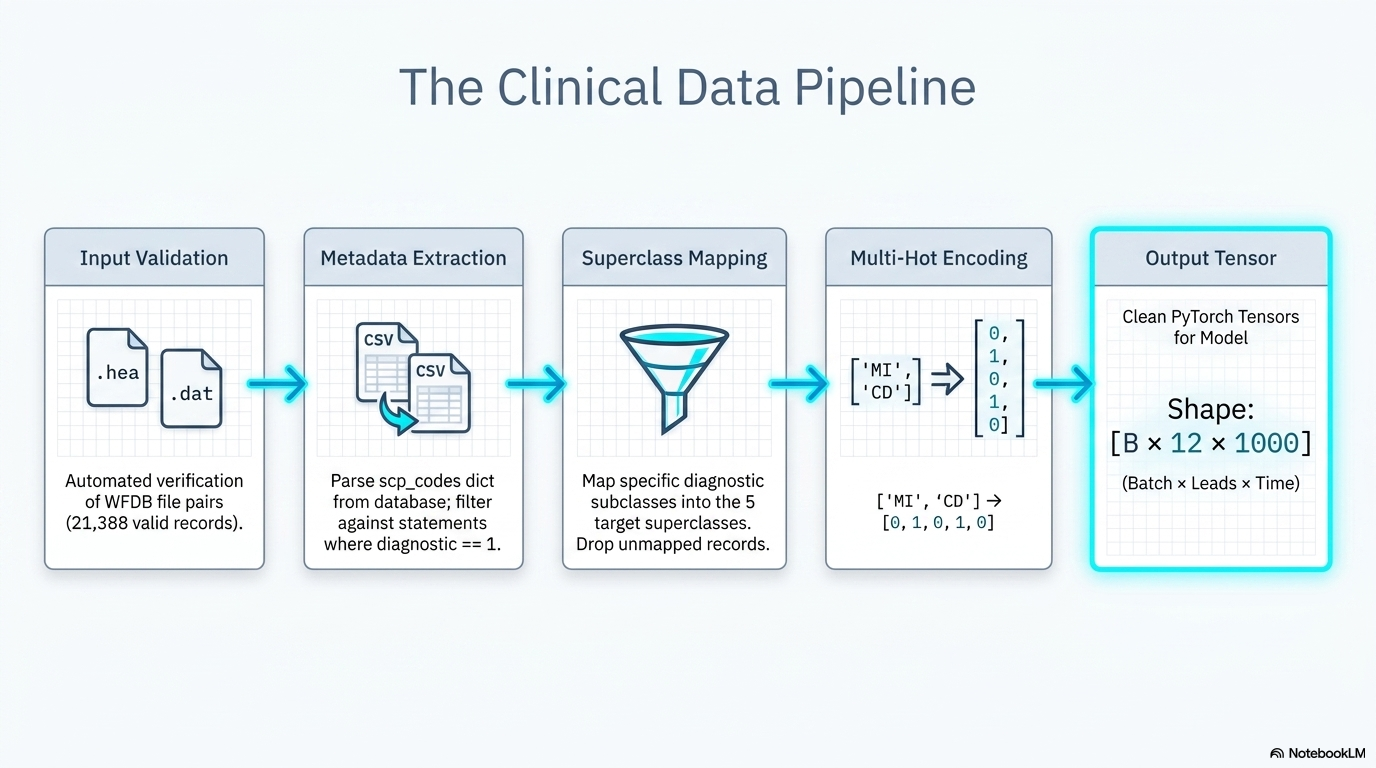 The Clinical Data Pipeline
Input Validation
.hea
.dat
Automated verification
of WFDB file pairs
(21,388 valid records).
Metadata Extraction
CSV
CSV
Parse scp_codes dict
from database; filter
against statements
where diagnostic == 1.
Superclass Mapping
Map specific diagnostic
subclasses into the 5
target superclasses.
Drop unmapped records.
Multi-Hot Encoding
['MI',
'CD']
[0,
1,
0,
1,
0]]
['MI', ‘CD'] →
[0, 1, 0, 1, 0]
Output Tensor
Clean PyTorch Tensors
for Model
Shape:
[B × 12 × 1000]
(Batch × Leads × Time)
NotebookLM